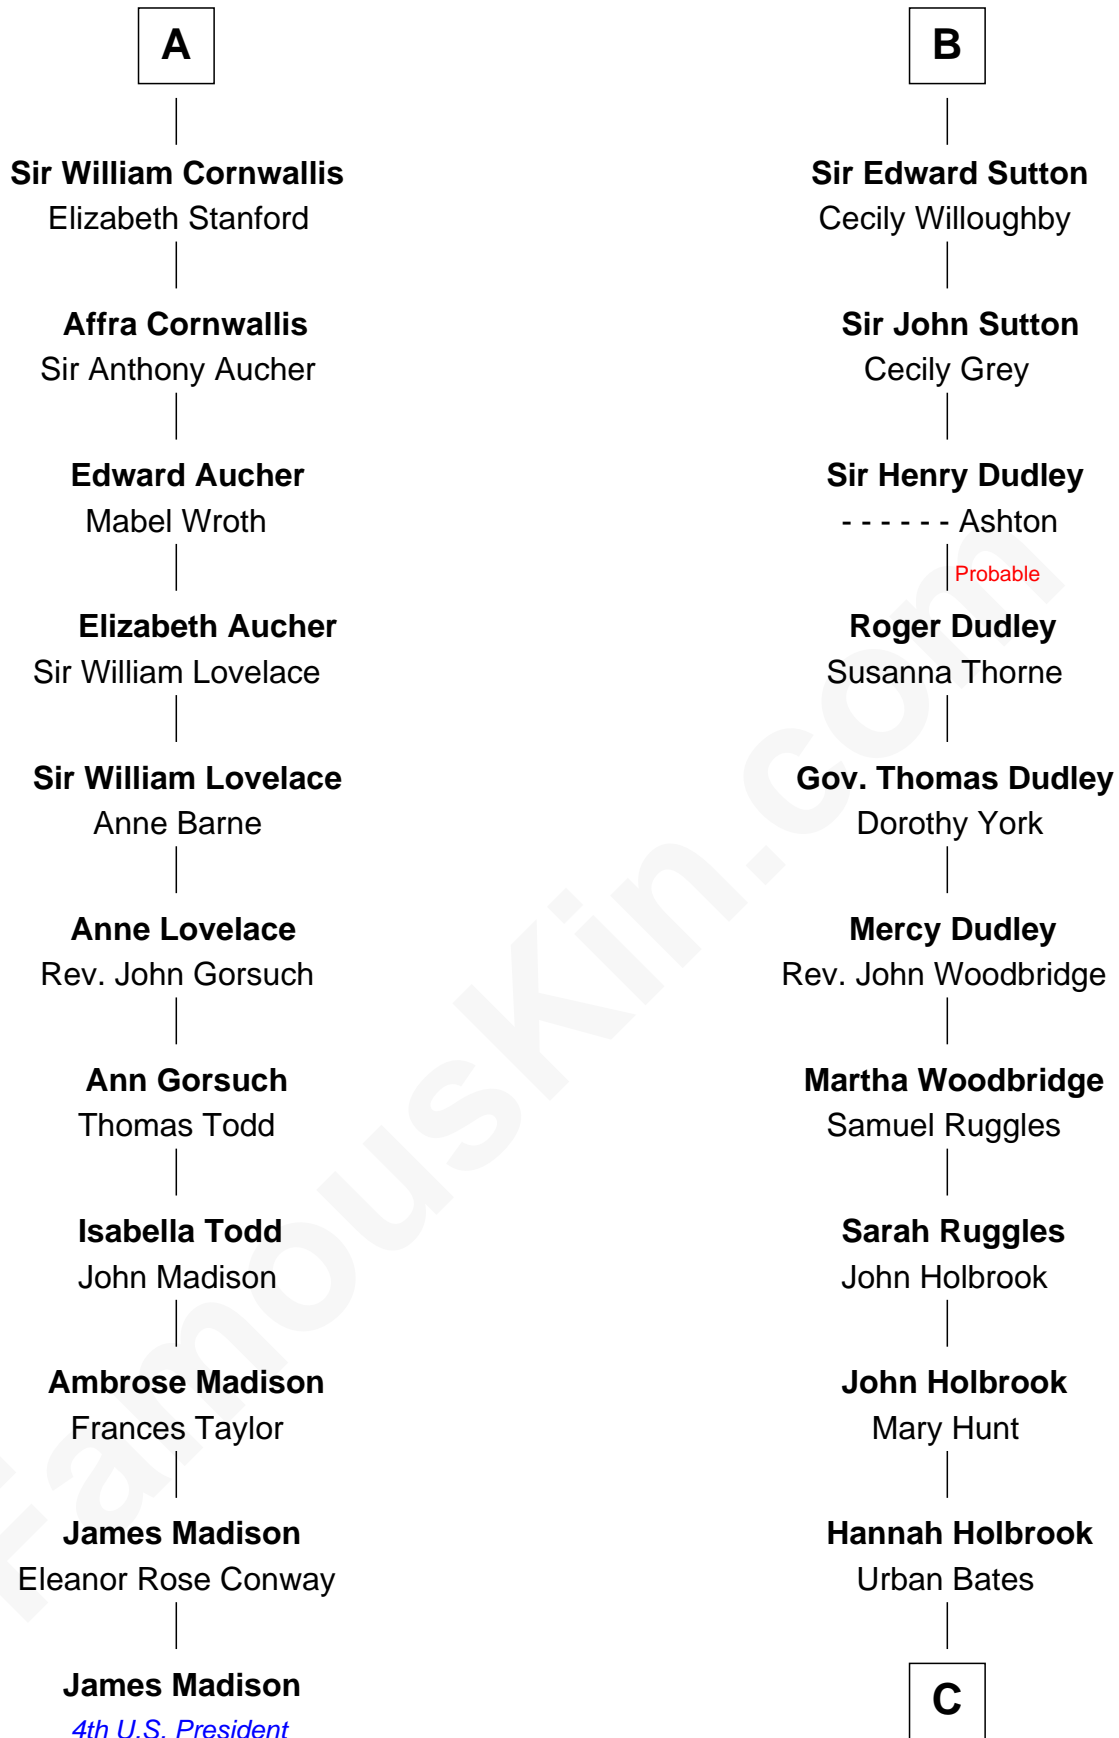 A
Sir William Cornwallis
Elizabeth Stanford
Affra Cornwallis
Sir Anthony Aucher
Edward Aucher
Mabel Wroth
Elizabeth Aucher
Sir William Lovelace
Sir William Lovelace
Anne Barne
Anne Lovelace
Rev. John Gorsuch
Ann Gorsuch
Thomas Todd
Isabella Todd
John Madison
Ambrose Madison
Frances Taylor
James Madison
Eleanor Rose Conway
James Madison
4th U.S. President
B
Sir Edward Sutton
Cecily Willoughby
Sir John Sutton
Cecily Grey
Sir Henry Dudley
- - - - - - Ashton
Probable
Roger Dudley
Susanna Thorne
Gov. Thomas Dudley
Dorothy York
Mercy Dudley
Rev. John Woodbridge
Martha Woodbridge
Samuel Ruggles
Sarah Ruggles
John Holbrook
John Holbrook
Mary Hunt
Hannah Holbrook
Urban Bates
C
FamousKin.com